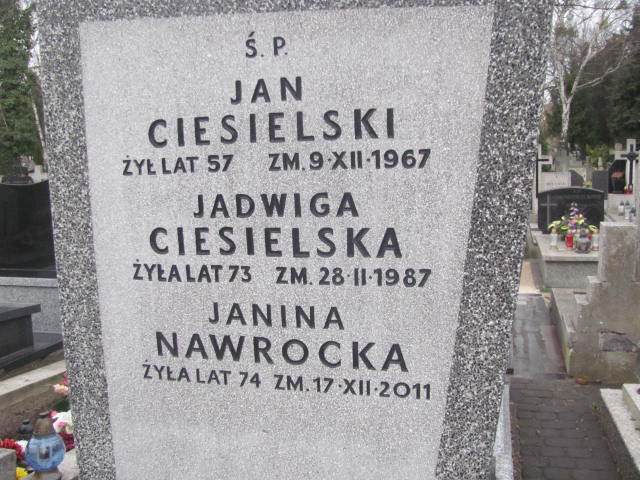 Ś. P.
JAN
CIESIELSKI
ŻYŁ LAT 57 ZM. 9·XII·1967
JADWIGA
CIESIELSKA
ŻYŁA LAT 73 ZM. 28·II·1987
JANINA
NAWROCKA
ŻYŁA LAT 74 ZM. 17·XII·2011